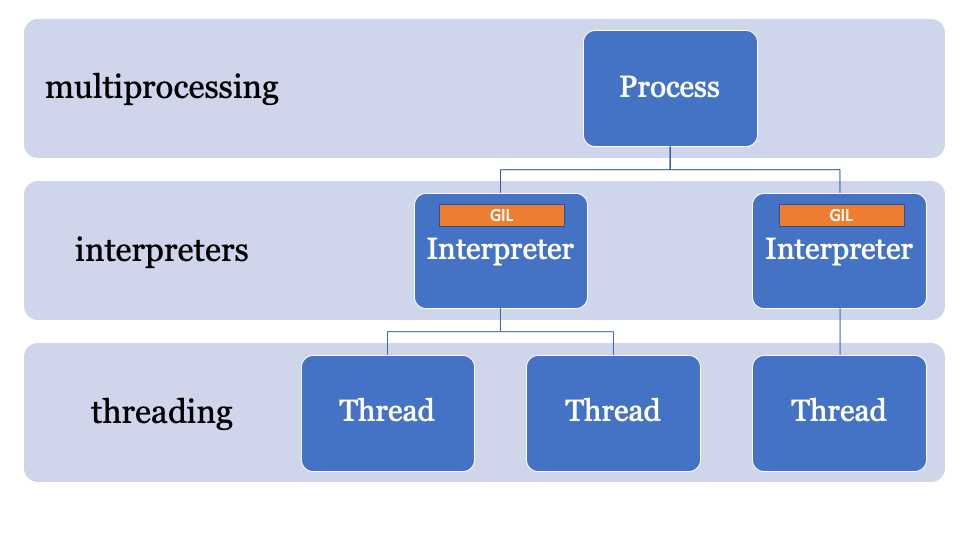 multiprocessing
Process
interpreters
GIL
Interpreter
GIL
Interpreter
threading
Thread
Thread
Thread